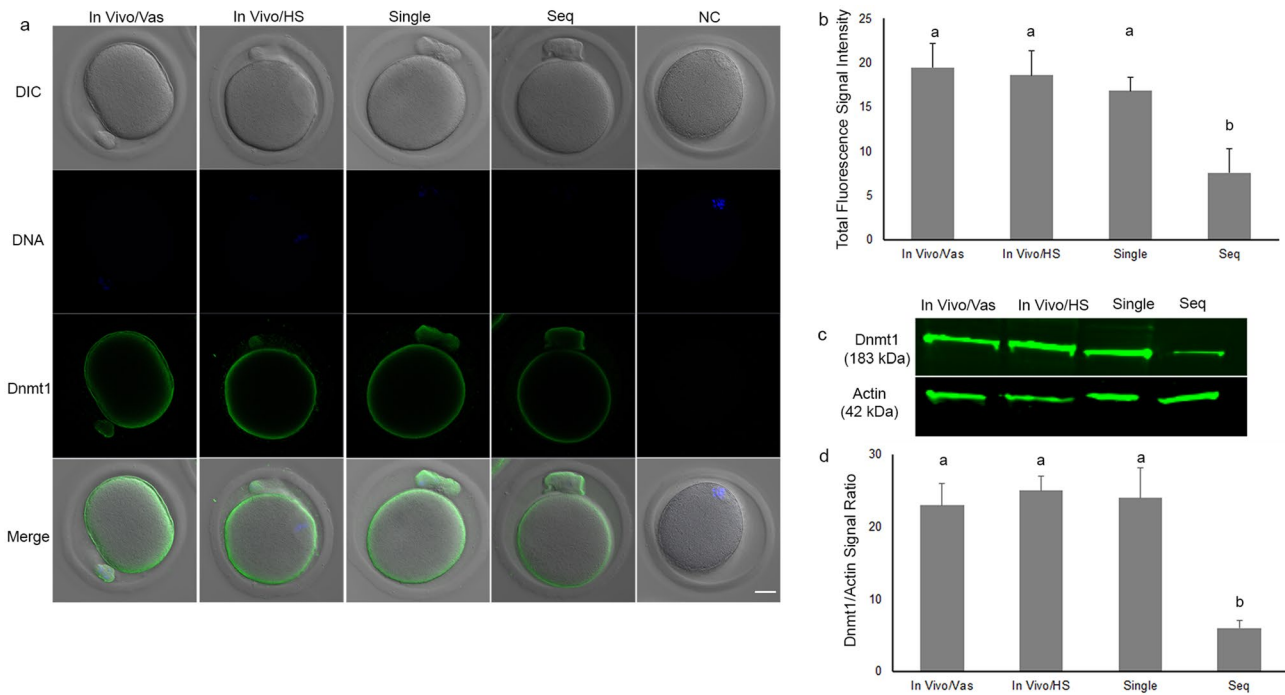 a
In Vivo/Vas In Vivo/HS Single Seq NC
DIC
DNA
Dnmt1
Merge
b
Total Fluorescence Signal Intensity
25
20
15
10
5
0
a a a b
In Vivo/Vas In Vivo/HS Single Seq
c
In Vivo/Vas In Vivo/HS Single Seq
Dnmt1
(183 kDa)
Actin
(42 kDa)
d
Dnmt1/Actin Signal Ratio
30
20
10
0
a a a b
In Vivo/Vas In Vivo/HS Single Seq